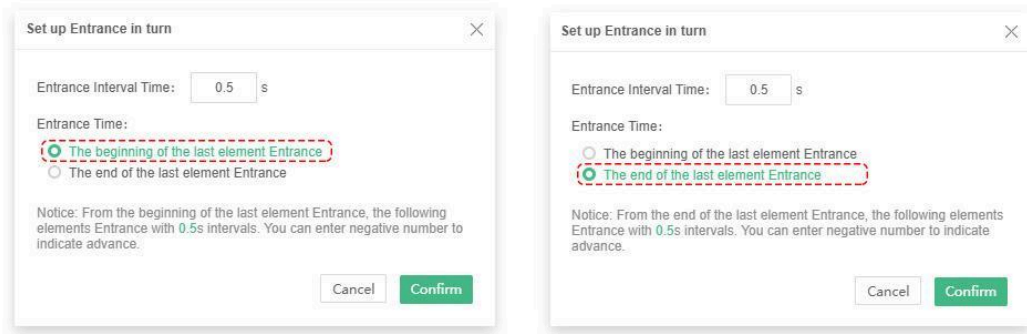 Set up Entrance in turn
Entrance Interval Time: 0.5 s
Entrance Time:
The beginning of the last element Entrance
The end of the last element Entrance
Notice: From the beginning of the last element Entrance, the following
elements Entrance with 0.5s intervals. You can enter negative number to
indicate advance.
Cancel Confirm
Set up Entrance in turn
Entrance Interval Time: 0.5 s
Entrance Time:
The beginning of the last element Entrance
The end of the last element Entrance
Notice: From the end of the last element Entrance, the following elements
Entrance with 0.5s intervals. You can enter negative number to indicate
advance.
Cancel Confirm